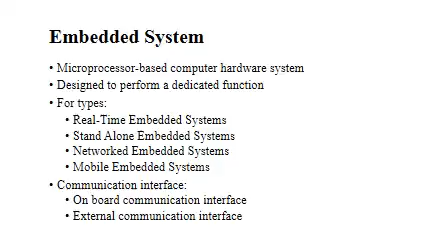 Embedded System
• Microprocessor-based computer hardware system
• Designed to perform a dedicated function
• For types:
• Real-Time Embedded Systems
• Stand Alone Embedded Systems
• Networked Embedded Systems
• Mobile Embedded Systems
• Communication interface:
• On board communication interface
• External communication interface